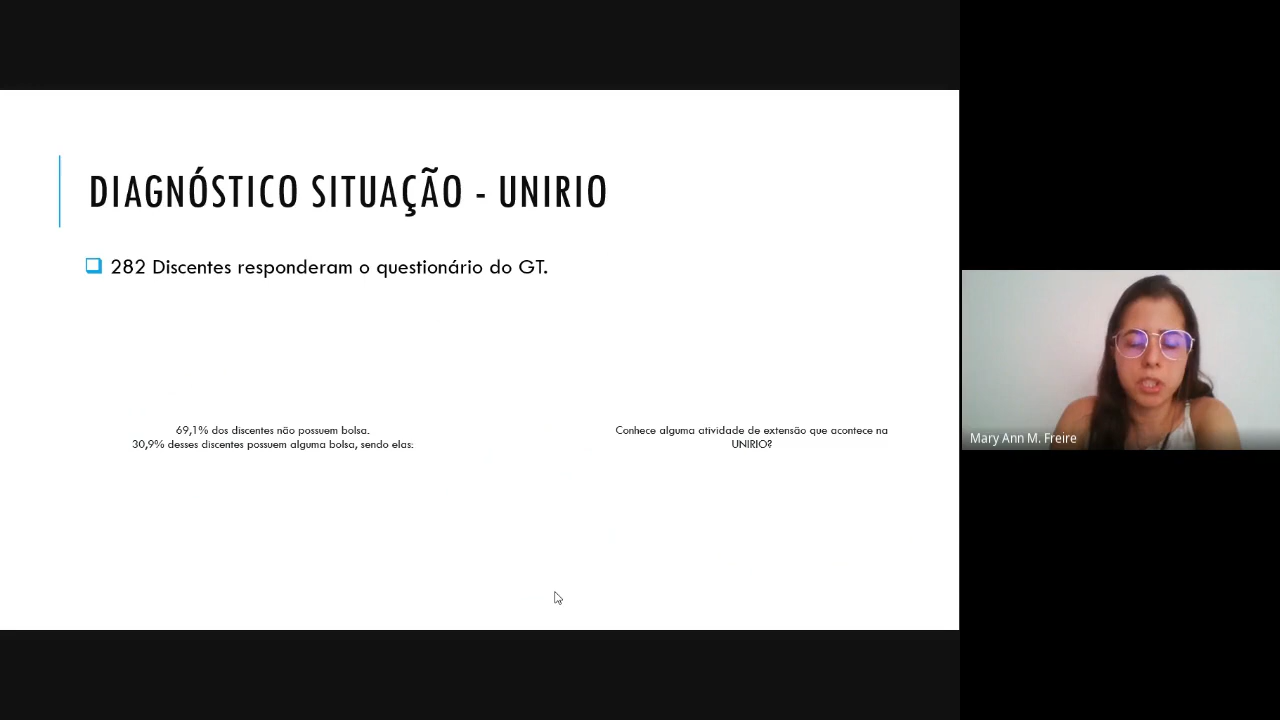 DIAGNÓSTICO SITUAÇÃO - UNIRIO
282 Discentes responderam o questionário do GT.
69,1% dos discentes não possuem bolsa.
30,9% desses discentes possuem alguma bolsa, sendo elas:
Conhece alguma atividade de extensão que acontece na
UNIRIO?
Mary Ann M. Freire